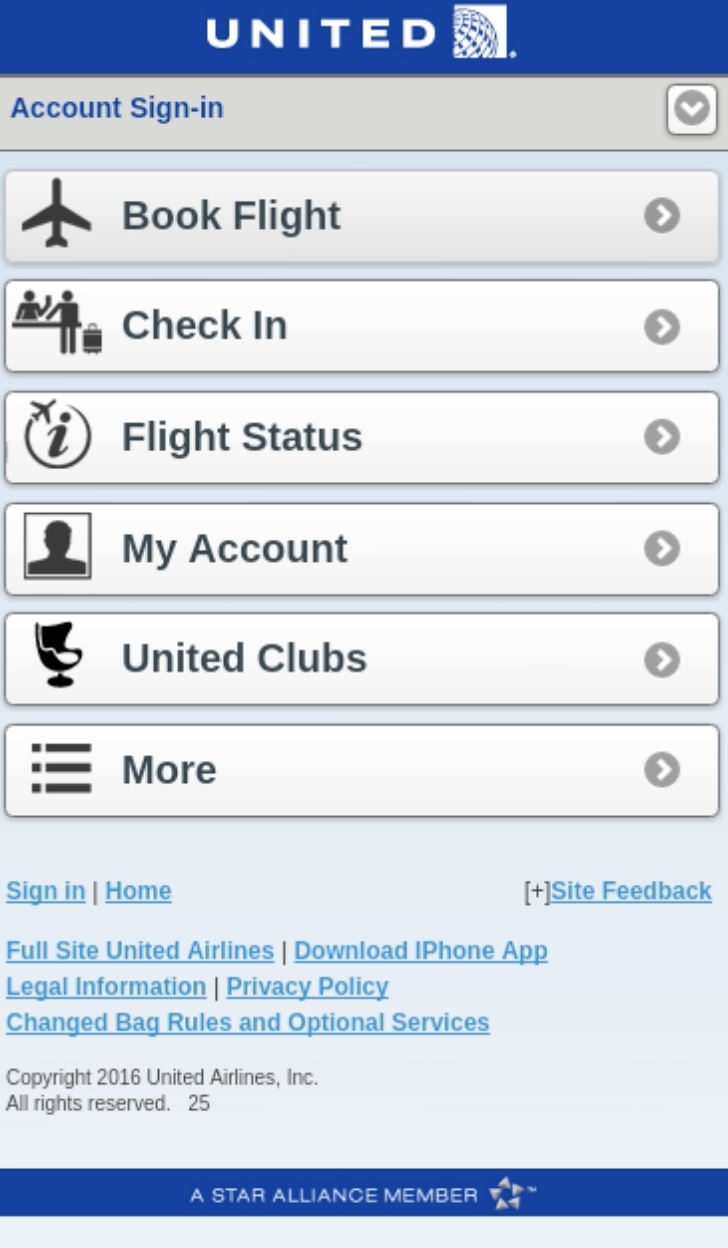 UNITED
Account Sign-in
Book Flight
Check In
Flight Status
My Account
United Clubs
More
Sign in | Home [+]Site Feedback
Full Site United Airlines | Download IPhone App
Legal Information | Privacy Policy
Changed Bag Rules and Optional Services
Copyright 2016 United Airlines, Inc.
All rights reserved. 25
A STAR ALLIANCE MEMBER ™